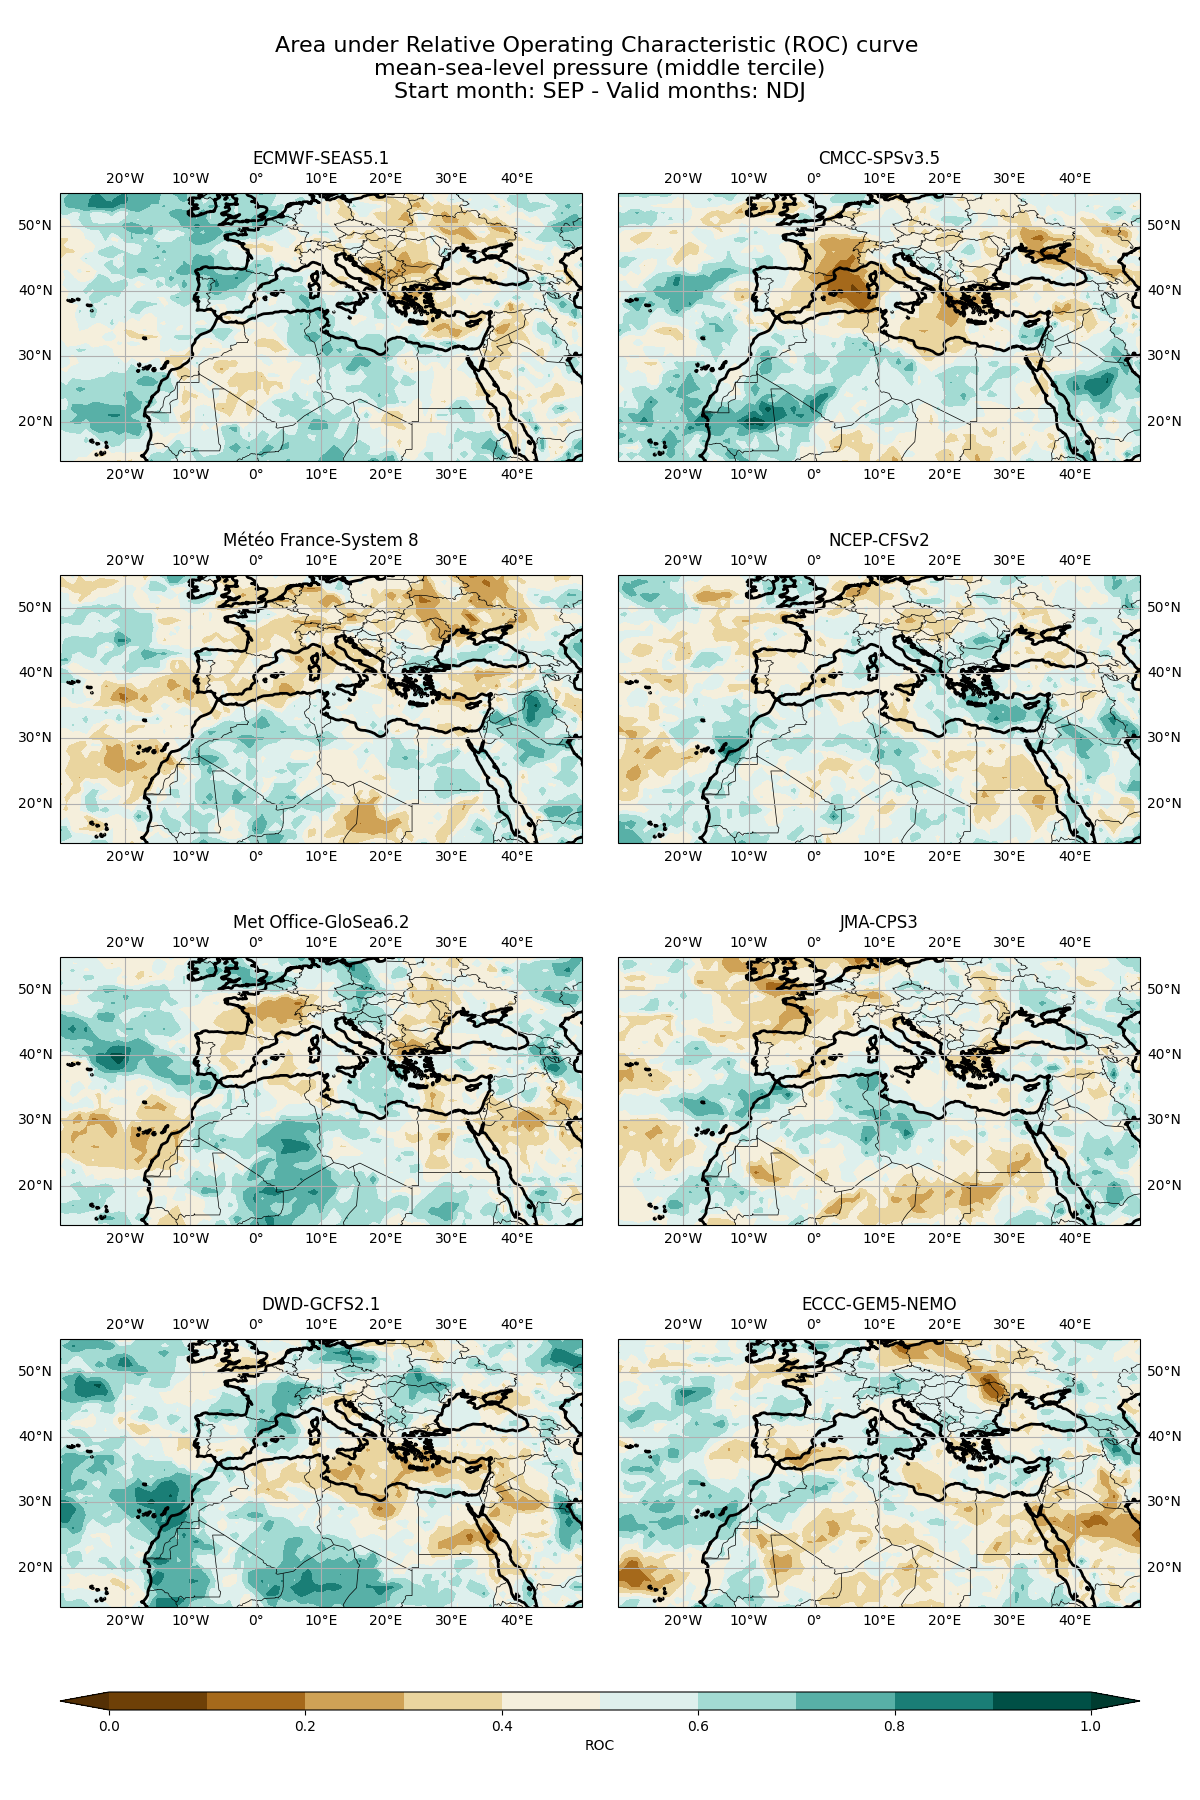 Area under Relative Operating Characteristic (ROC) curve
mean-sea-level pressure (middle tercile)
Start month: SEP - Valid months: NDJ
ECMWF-SEAS5.1
20°W 10°W 0° 10°E 20°E 30°E 40°E
50°N
40°N
30°N
20°N
20°W 10°W 0° 10°E 20°E 30°E 40°E
CMCC-SPSv3.5
20°W 10°W 0° 10°E 20°E 30°E 40°E
50°N
40°N
30°N
20°N
20°W 10°W 0° 10°E 20°E 30°E 40°E
Météo France-System 8
20°W 10°W 0° 10°E 20°E 30°E 40°E
50°N
40°N
30°N
20°N
20°W 10°W 0° 10°E 20°E 30°E 40°E
NCEP-CFSv2
20°W 10°W 0° 10°E 20°E 30°E 40°E
50°N
40°N
30°N
20°N
20°W 10°W 0° 10°E 20°E 30°E 40°E
Met Office-GloSea6.2
20°W 10°W 0° 10°E 20°E 30°E 40°E
50°N
40°N
30°N
20°N
20°W 10°W 0° 10°E 20°E 30°E 40°E
JMA-CPS3
20°W 10°W 0° 10°E 20°E 30°E 40°E
50°N
40°N
30°N
20°N
20°W 10°W 0° 10°E 20°E 30°E 40°E
DWD-GCFS2.1
20°W 10°W 0° 10°E 20°E 30°E 40°E
50°N
40°N
30°N
20°N
20°W 10°W 0° 10°E 20°E 30°E 40°E
ECCC-GEM5-NEMO
20°W 10°W 0° 10°E 20°E 30°E 40°E
50°N
40°N
30°N
20°N
20°W 10°W 0° 10°E 20°E 30°E 40°E
0.0 0.2 0.4 0.6 0.8 1.0
ROC